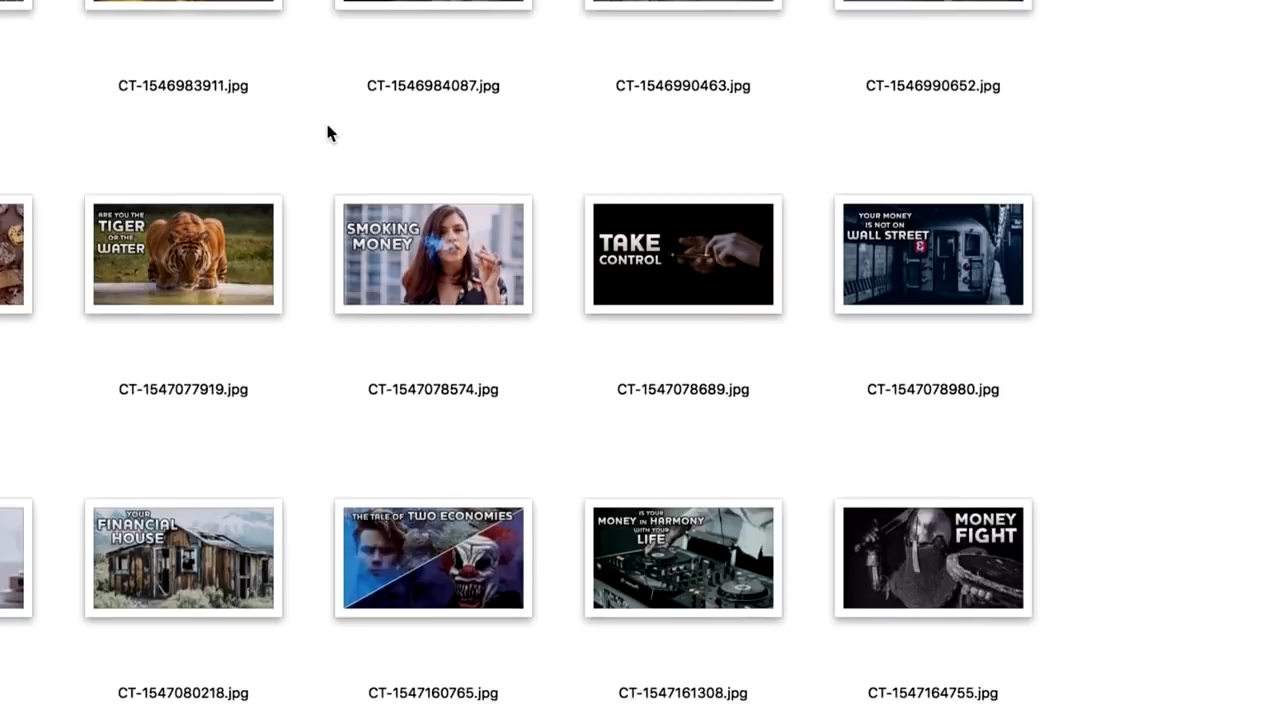 CT-1546983911.jpg
CT-1546984087.jpg
CT-1546990463.jpg
CT-1546990652.jpg
ARE YOU THE
TIGER
OR THE
WATER
SMOKING
MONEY
TAKE
CONTROL
YOUR MONEY
IS NOT ON
WALL STREET
CT-1547077919.jpg
CT-1547078574.jpg
CT-1547078689.jpg
CT-1547078980.jpg
YOUR
FINANCIAL
HOUSE
THE TALE OF TWO ECONOMIES
IS YOUR
MONEY IN HARMONY
WITH YOUR
LIFE
MONEY
FIGHT
CT-1547080218.jpg
CT-1547160765.jpg
CT-1547161308.jpg
CT-1547164755.jpg